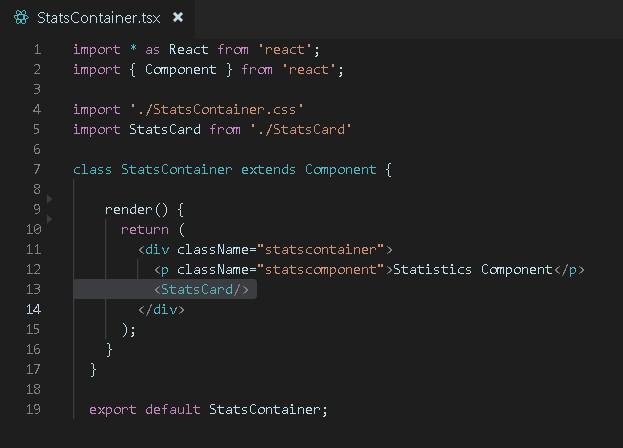 StatsContainer.tsx ×
1 import * as React from 'react';
2 import { Component } from 'react';
3
4 import './StatsContainer.css'
5 import StatsCard from './StatsCard'
6
7 class StatsContainer extends Component {
8
9 render() {
10 return (
11 <div className="statscontainer">
12 <p className="statscomponent">Statistics Component</p>
13 <StatsCard/>
14 </div>
15 );
16 }
17 }
18
19 export default StatsContainer;